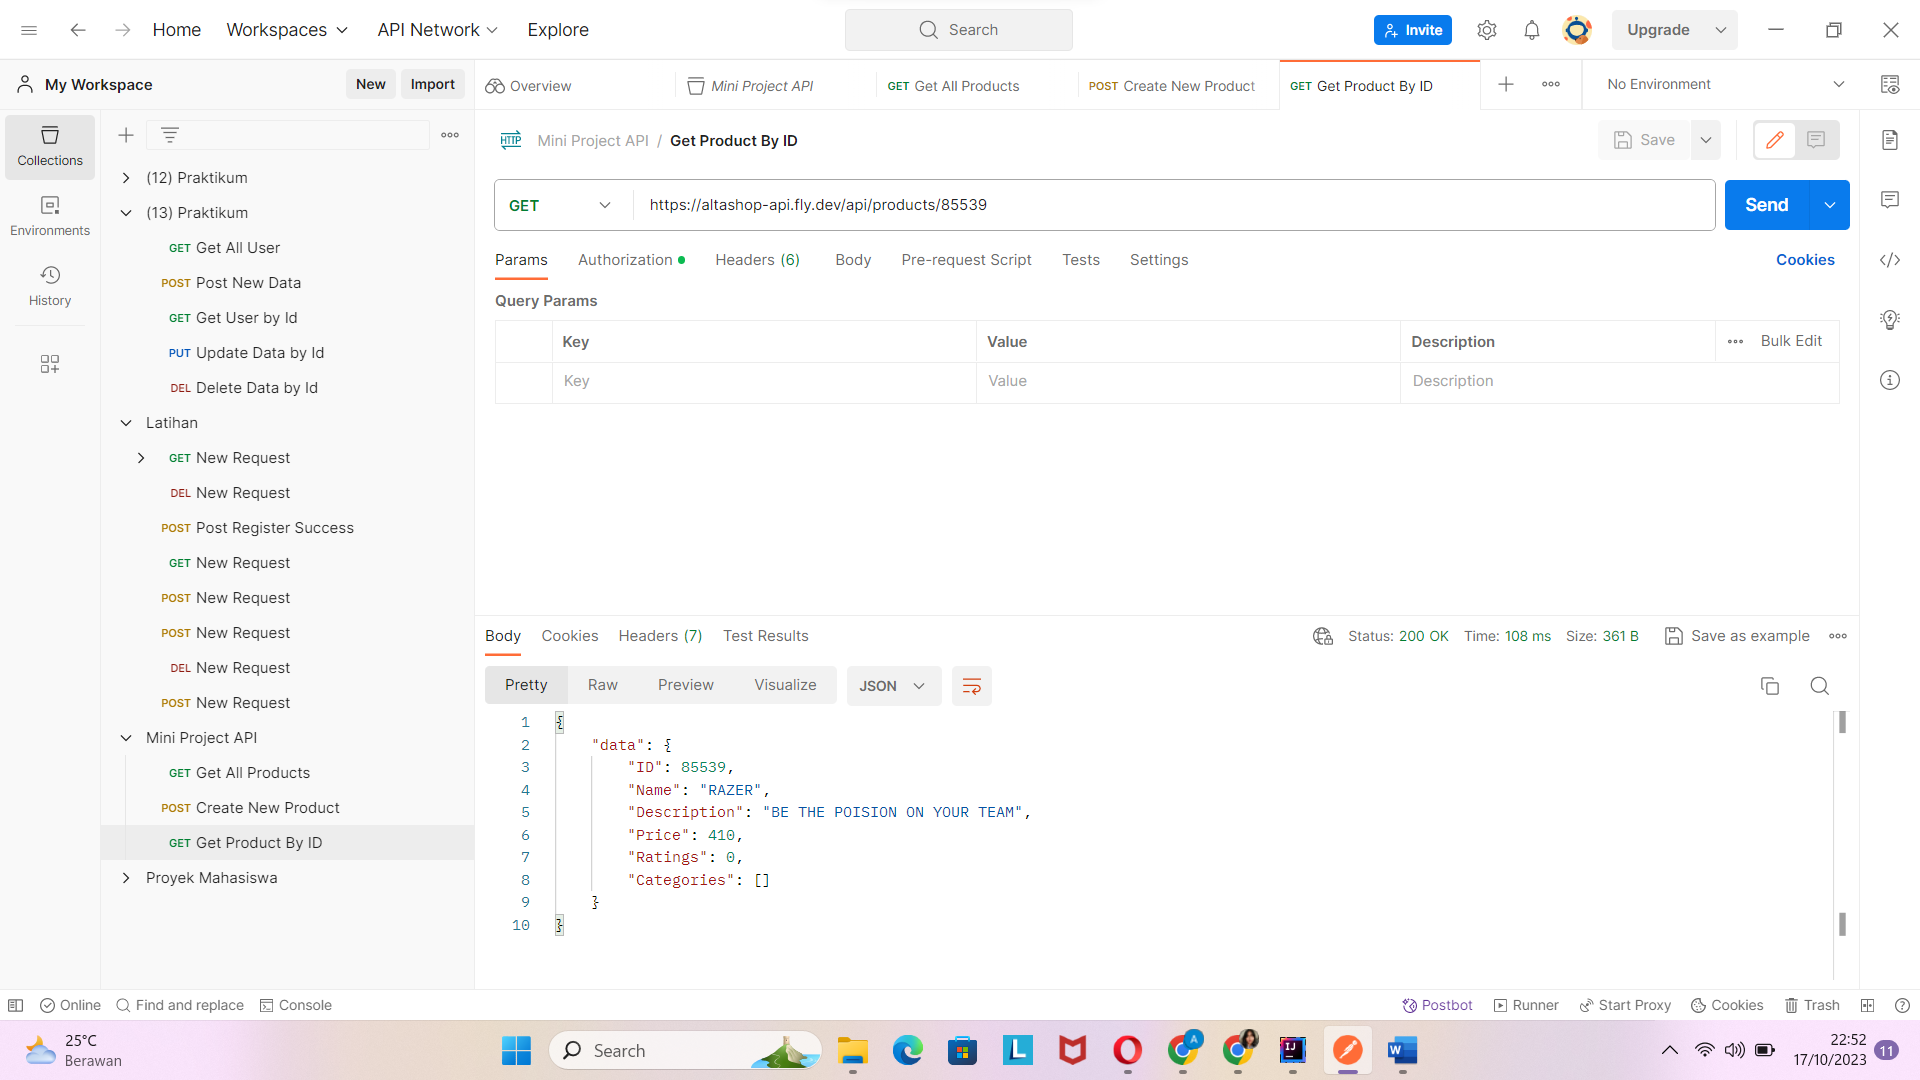 Home
Workspaces
API Network
Explore
Search
Invite
Upgrade
My Workspace
New
Import
Overview
Mini Project API
GET Get All Products
POST Create New Product
GET Get Product By ID
No Environment
Collections
Environments
History
(12) Praktikum
(13) Praktikum
GET Get All User
POST Post New Data
GET Get User by Id
PUT Update Data by Id
DEL Delete Data by Id
Latihan
GET New Request
DEL New Request
POST Post Register Success
GET New Request
POST New Request
POST New Request
DEL New Request
POST New Request
Mini Project API
GET Get All Products
POST Create New Product
GET Get Product By ID
Proyek Mahasiswa
HTTP Mini Project API / Get Product By ID
Save
GET https://altashop-api.fly.dev/api/products/85539
Send
Params Authorization Headers (6) Body Pre-request Script Tests Settings
Cookies
Query Params
Key Value Description Bulk Edit
Key Value Description
Body Cookies Headers (7) Test Results
Status: 200 OK Time: 108 ms Size: 361 B
Save as example
Pretty Raw Preview Visualize JSON
1 {
2 "data": {
3 "ID": 85539,
4 "Name": "RAZER",
5 "Description": "BE THE POISION ON YOUR TEAM",
6 "Price": 410,
7 "Ratings": 0,
8 "Categories": []
9 }
10 }
Online Find and replace Console
Postbot Runner Start Proxy Cookies Trash
25°C
Berawan
Search
L
A
IJ
W
22:52
17/10/2023
11